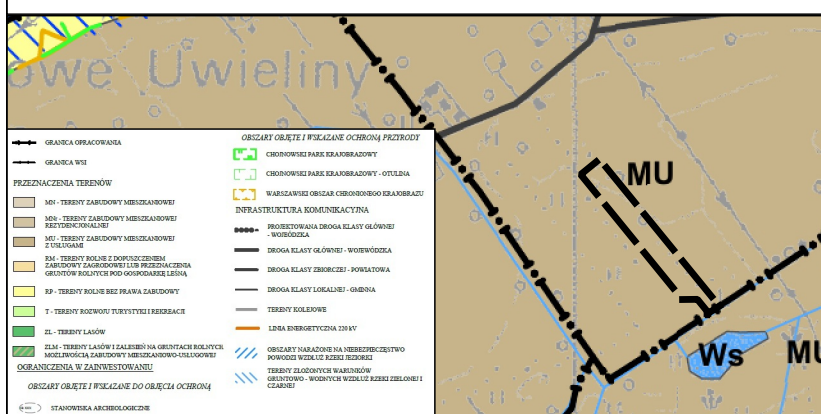 owe Uwieliny
MU
Ws
MU
GRANICA OPRACOWANIA
GRANICA WSI
PRZEZNACZENIA TERENÓW
MN - TERENY ZABUDOWY MIESZKANIOWEJ
MNr - TERENY ZABUDOWY MIESZKANIOWEJ
REZYDENCJONALNEJ
MU - TERENY ZABUDOWY MIESZKANIOWEJ
Z USŁUGAMI
RM - TERENY ROLNE Z DOPUSZCZENIEM
ZABUDOWY ZAGRODOWEJ LUB PRZEZNACZENIA
GRUNTÓW ROLNYCH POD GOSPODARKĘ LEŚNĄ
RP - TERENY ROLNE BEZ PRAWA ZABUDOWY
T - TERENY ROZWOJU TURYSTYKI I REKREACJI
ZL - TERENY LASÓW
ZLM - TERENY LASÓW I ZALESIEŃ NA GRUNTACH ROLNYCH
MOŻLIWOŚCIĄ ZABUDOWY MIESZKANIOWO-USŁUGOWEJ
OGRANICZENIA W ZAINWESTOWANIU
OBSZARY OBJĘTE I WSKAZANE DO OBJĘCIA OCHRONĄ
STANOWISKA ARCHEOLOGICZNE
OBSZARY OBJĘTE I WSKAZANE OCHRONĄ PRZYRODY
CHOJNOWSKI PARK KRAJOBRAZOWY
CHOJNOWSKI PARK KRAJOBRAZOWY - OTULINA
WARSZAWSKI OBSZAR CHRONIONEGO KRAJOBRAZU
INFRASTRUKTURA KOMUNIKACYJNA
PROJEKTOWANA DROGA KLASY GŁÓWNEJ
- WOJEWÓDZKA
DROGA KLASY GŁÓWNEJ - WOJEWÓDZKA
DROGA KLASY ZBIORCZEJ - POWIATOWA
DROGA KLASY LOKALNEJ - GMINNA
TERENY KOLEJOWE
LINIA ENERGETYCZNA 220 kV
OBSZARY NARAŻONE NA NIEBEZPIECZEŃSTWO
POWODZI WZDŁUŻ RZEKI JEZIORKI
TERENY ZŁOŻONYCH WARUNKÓW
GRUNTOWO - WODNYCH WZDŁUŻ RZEKI ZIELONEJ I
CZARNEJ